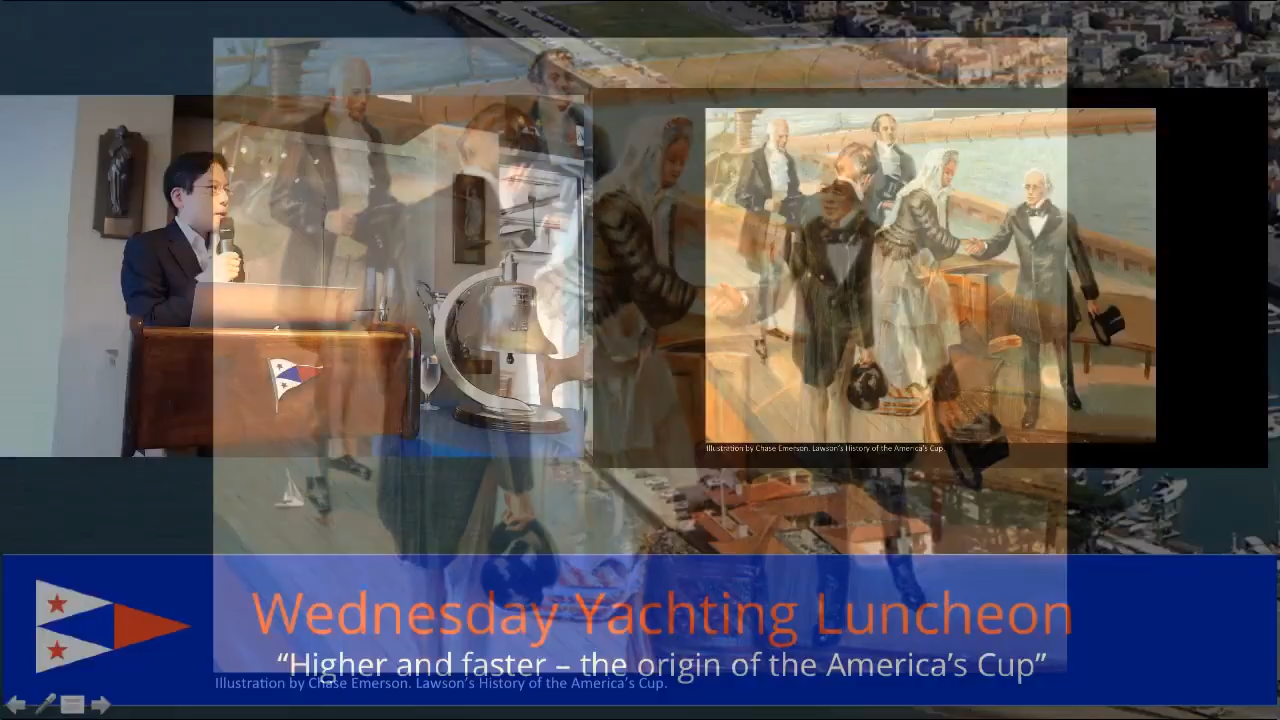 Illustration by Chase Emerson. Lawson's History of the America's Cup.
Wednesday Yachting Luncheon
“Higher and faster – the origin of the America’s Cup”
Illustration by Chase Emerson. Lawson’s History of the America’s Cup.